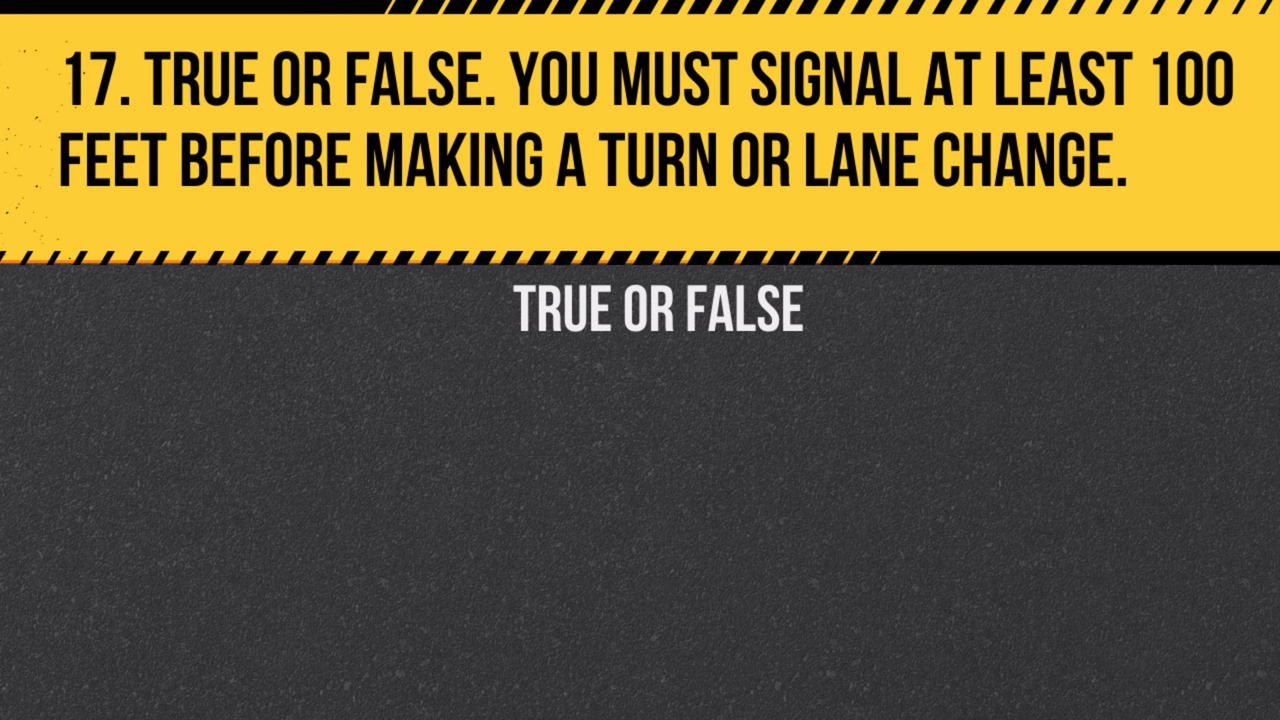 17. TRUE OR FALSE. YOU MUST SIGNAL AT LEAST 100
FEET BEFORE MAKING A TURN OR LANE CHANGE.
TRUE OR FALSE